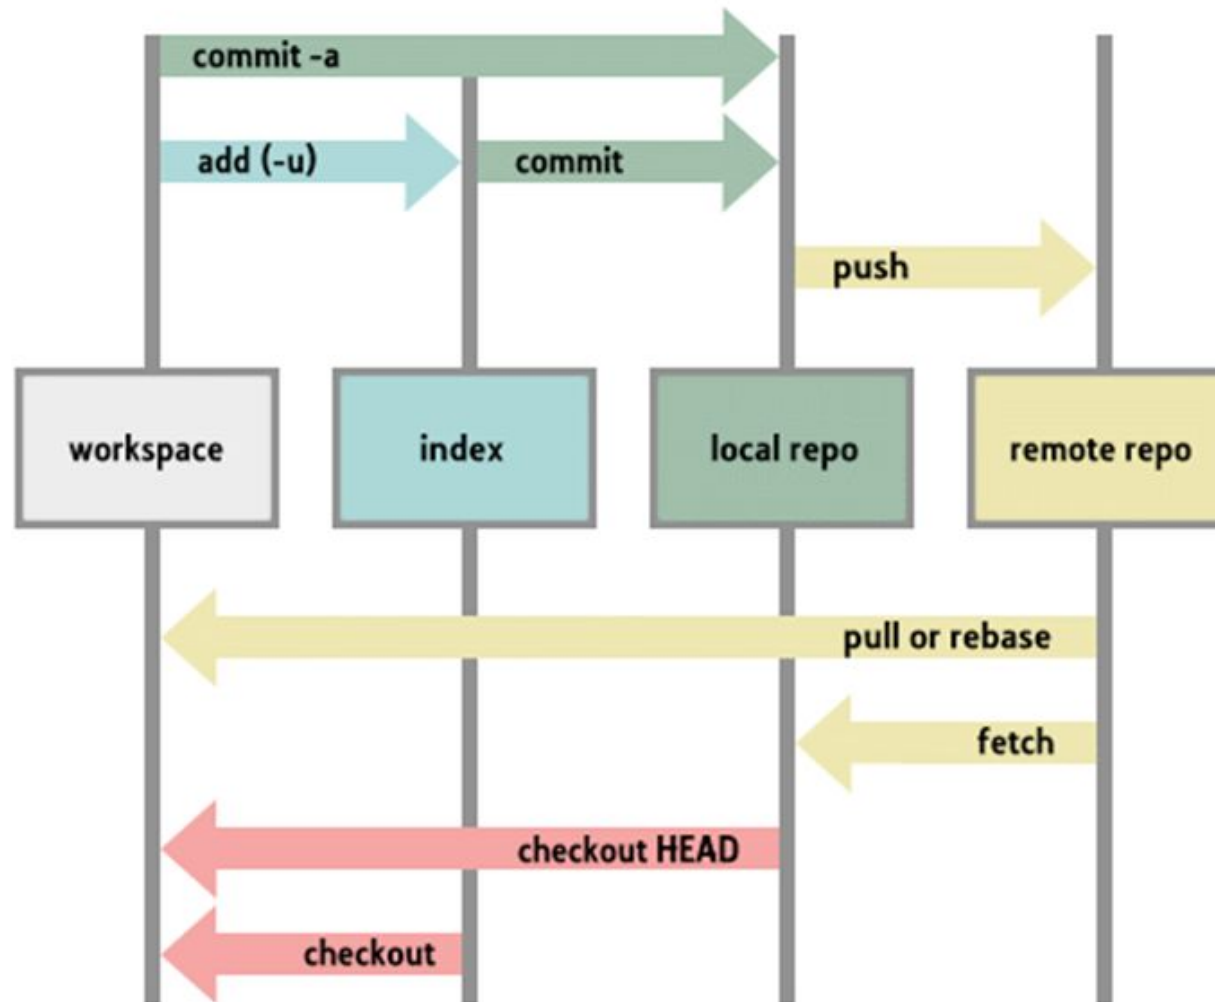 commit -a
add (-u)
commit
push
workspace
index
local repo
remote repo
pull or rebase
fetch
checkout HEAD
checkout